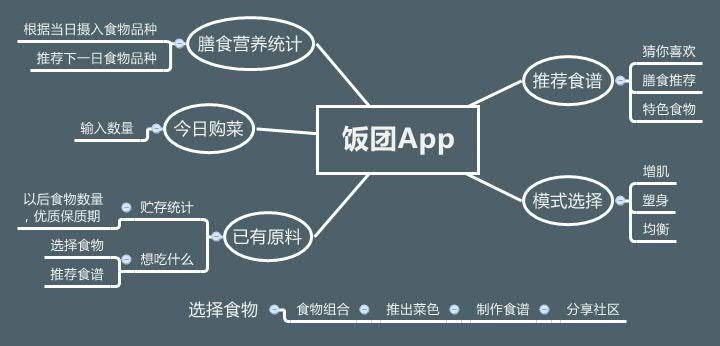 饭团App
膳食营养统计
根据当日摄入食物品种
推荐下一日食物品种
今日购菜
输入数量
已有原料
贮存统计
以后食物数量
，优质保质期
想吃什么
选择食物
推荐食谱
推荐食谱
猜你喜欢
膳食推荐
特色食物
模式选择
增肌
塑身
均衡
选择食物
食物组合
推出菜色
制作食谱
分享社区